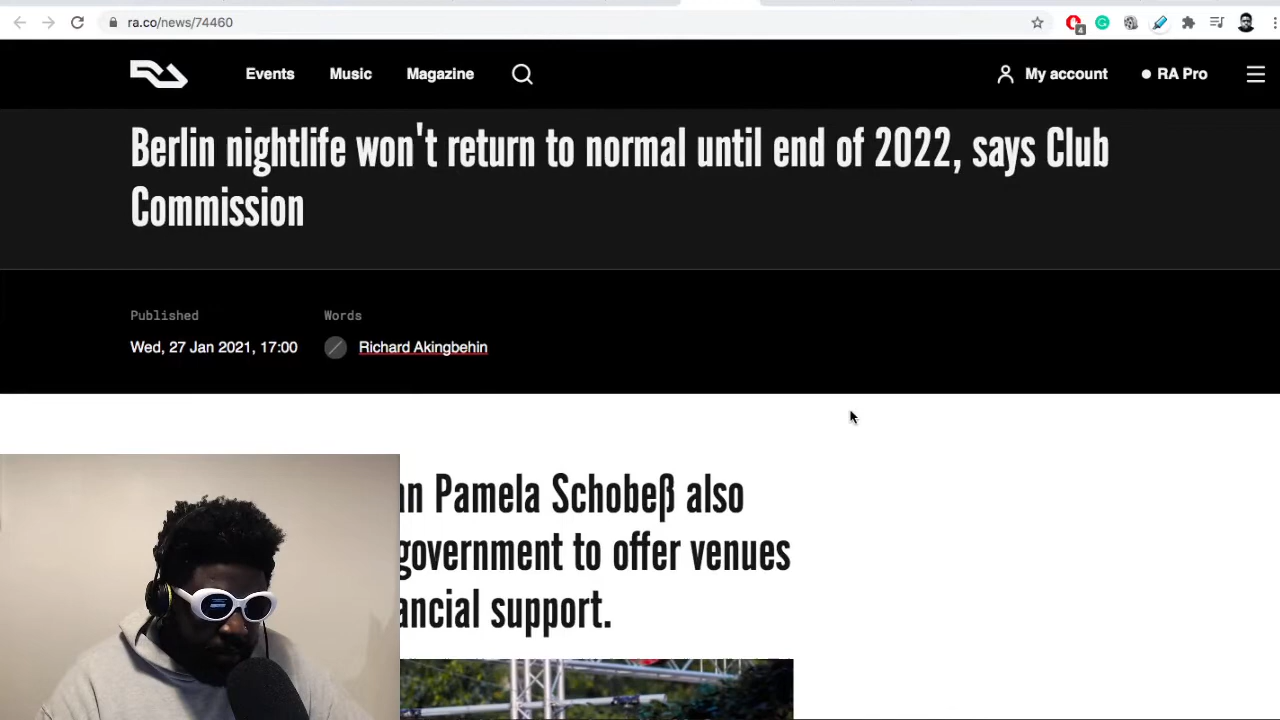 ra.co/news/74460
4
Events
Music
Magazine
My account
RA Pro
Berlin nightlife won't return to normal until end of 2022, says Club
Commission
Published
Words
Wed, 27 Jan 2021, 17:00
Richard Akingbehin
an Pamela Schobeß also
government to offer venues
ancial support.